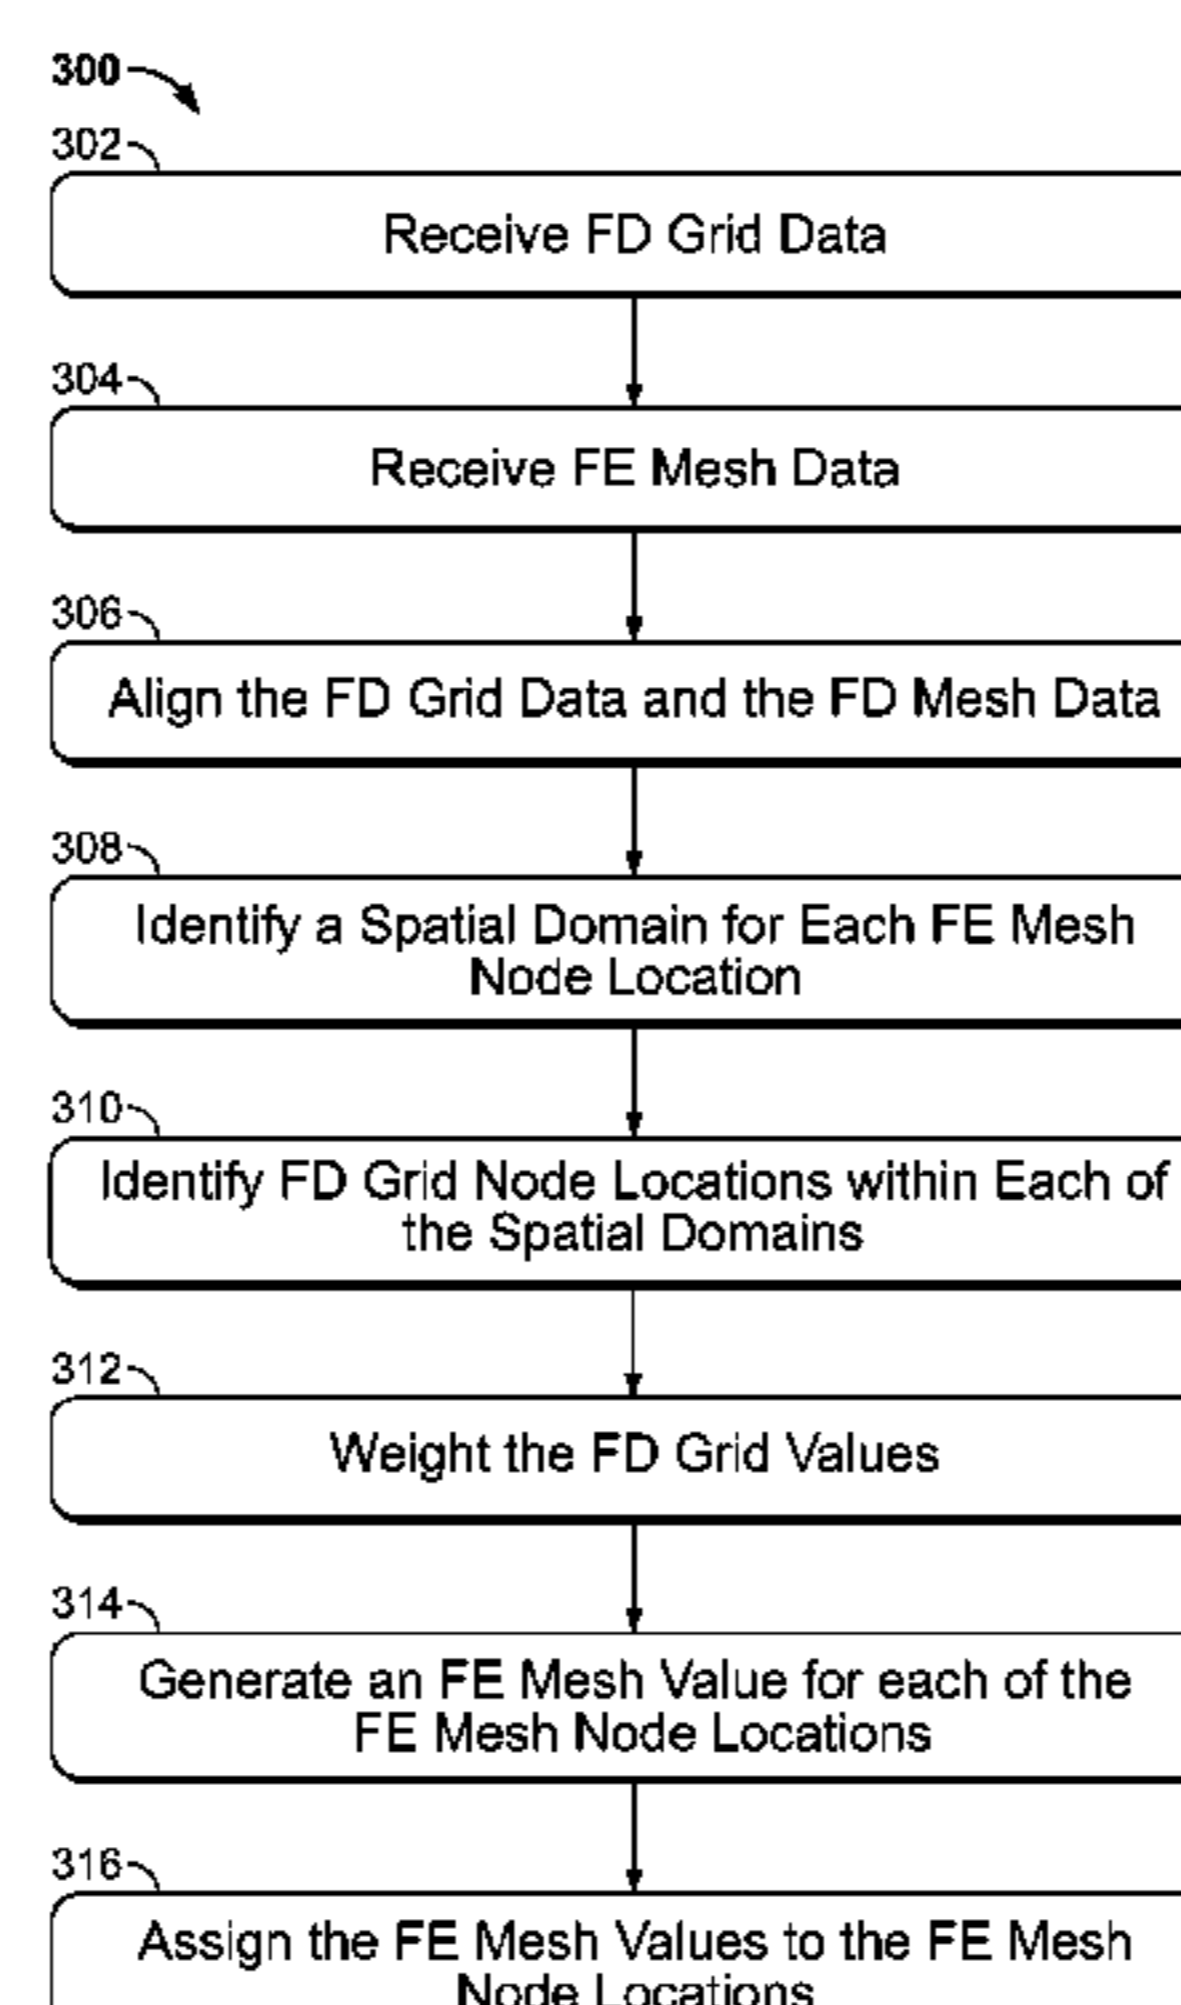 300
302
Receive FD Grid Data
304
Receive FE Mesh Data
306
Align the FD Grid Data and the FD Mesh Data
308
Identify a Spatial Domain for Each FE Mesh
Node Location
310
Identify FD Grid Node Locations within Each of
the Spatial Domains
312
Weight the FD Grid Values
314
Generate an FE Mesh Value for each of the
FE Mesh Node Locations
316
Assign the FE Mesh Values to the FE Mesh
Node Locations